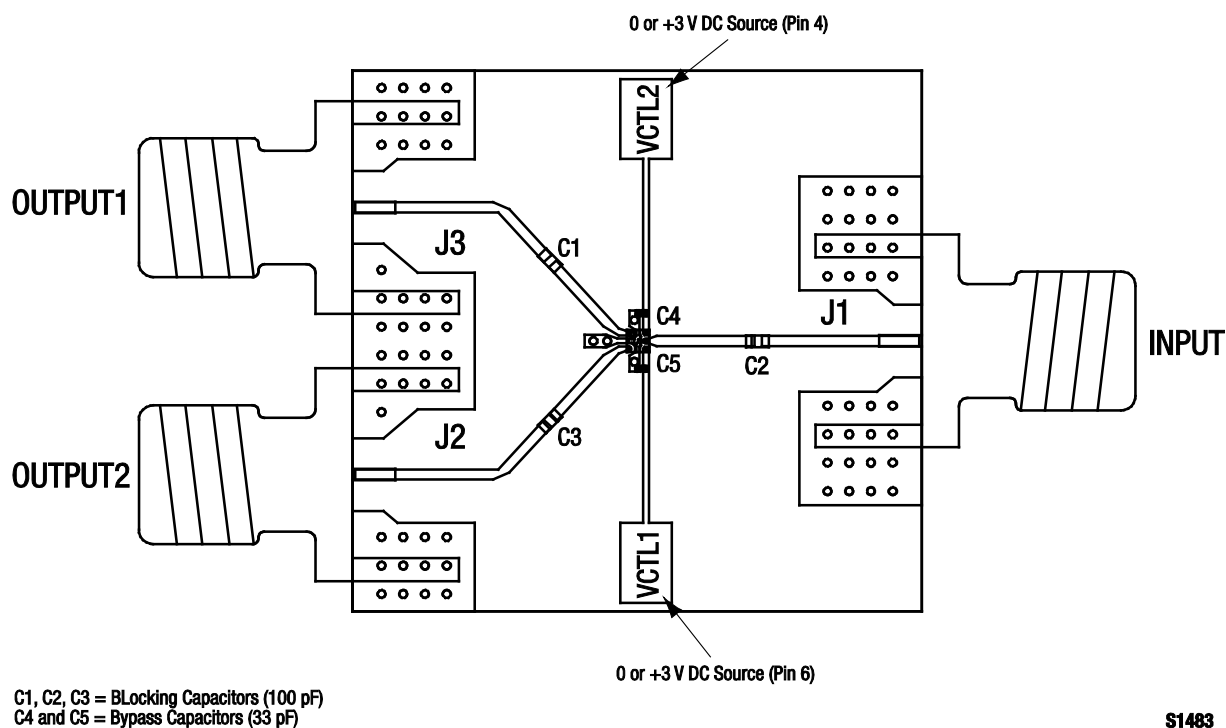 0 or +3 V DC Source (Pin 4)
VCTL2
OUTPUT1
J3
C1
C4
J1
INPUT
C5
C2
C3
J2
OUTPUT2
VCTL1
0 or +3 V DC Source (Pin 6)
C1, C2, C3 = BLocking Capacitors (100 pF)
C4 and C5 = Bypass Capacitors (33 pF)
S1483